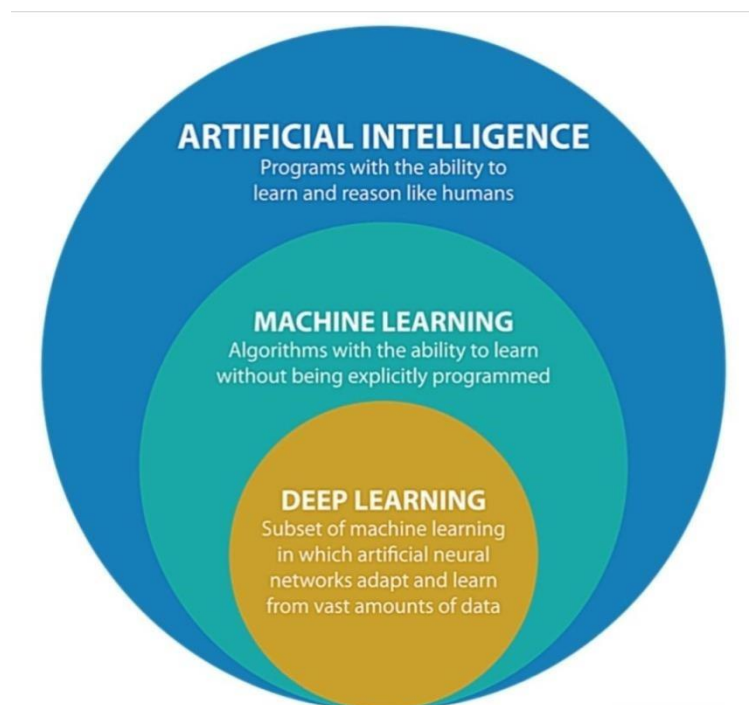 ARTIFICIAL INTELLIGENCE
Programs with the ability to
learn and reason like humans
MACHINE LEARNING
Algorithms with the ability to learn
without being explicitly programmed
DEEP LEARNING
Subset of machine learning
in which artificial neural
networks adapt and learn
from vast amounts of data